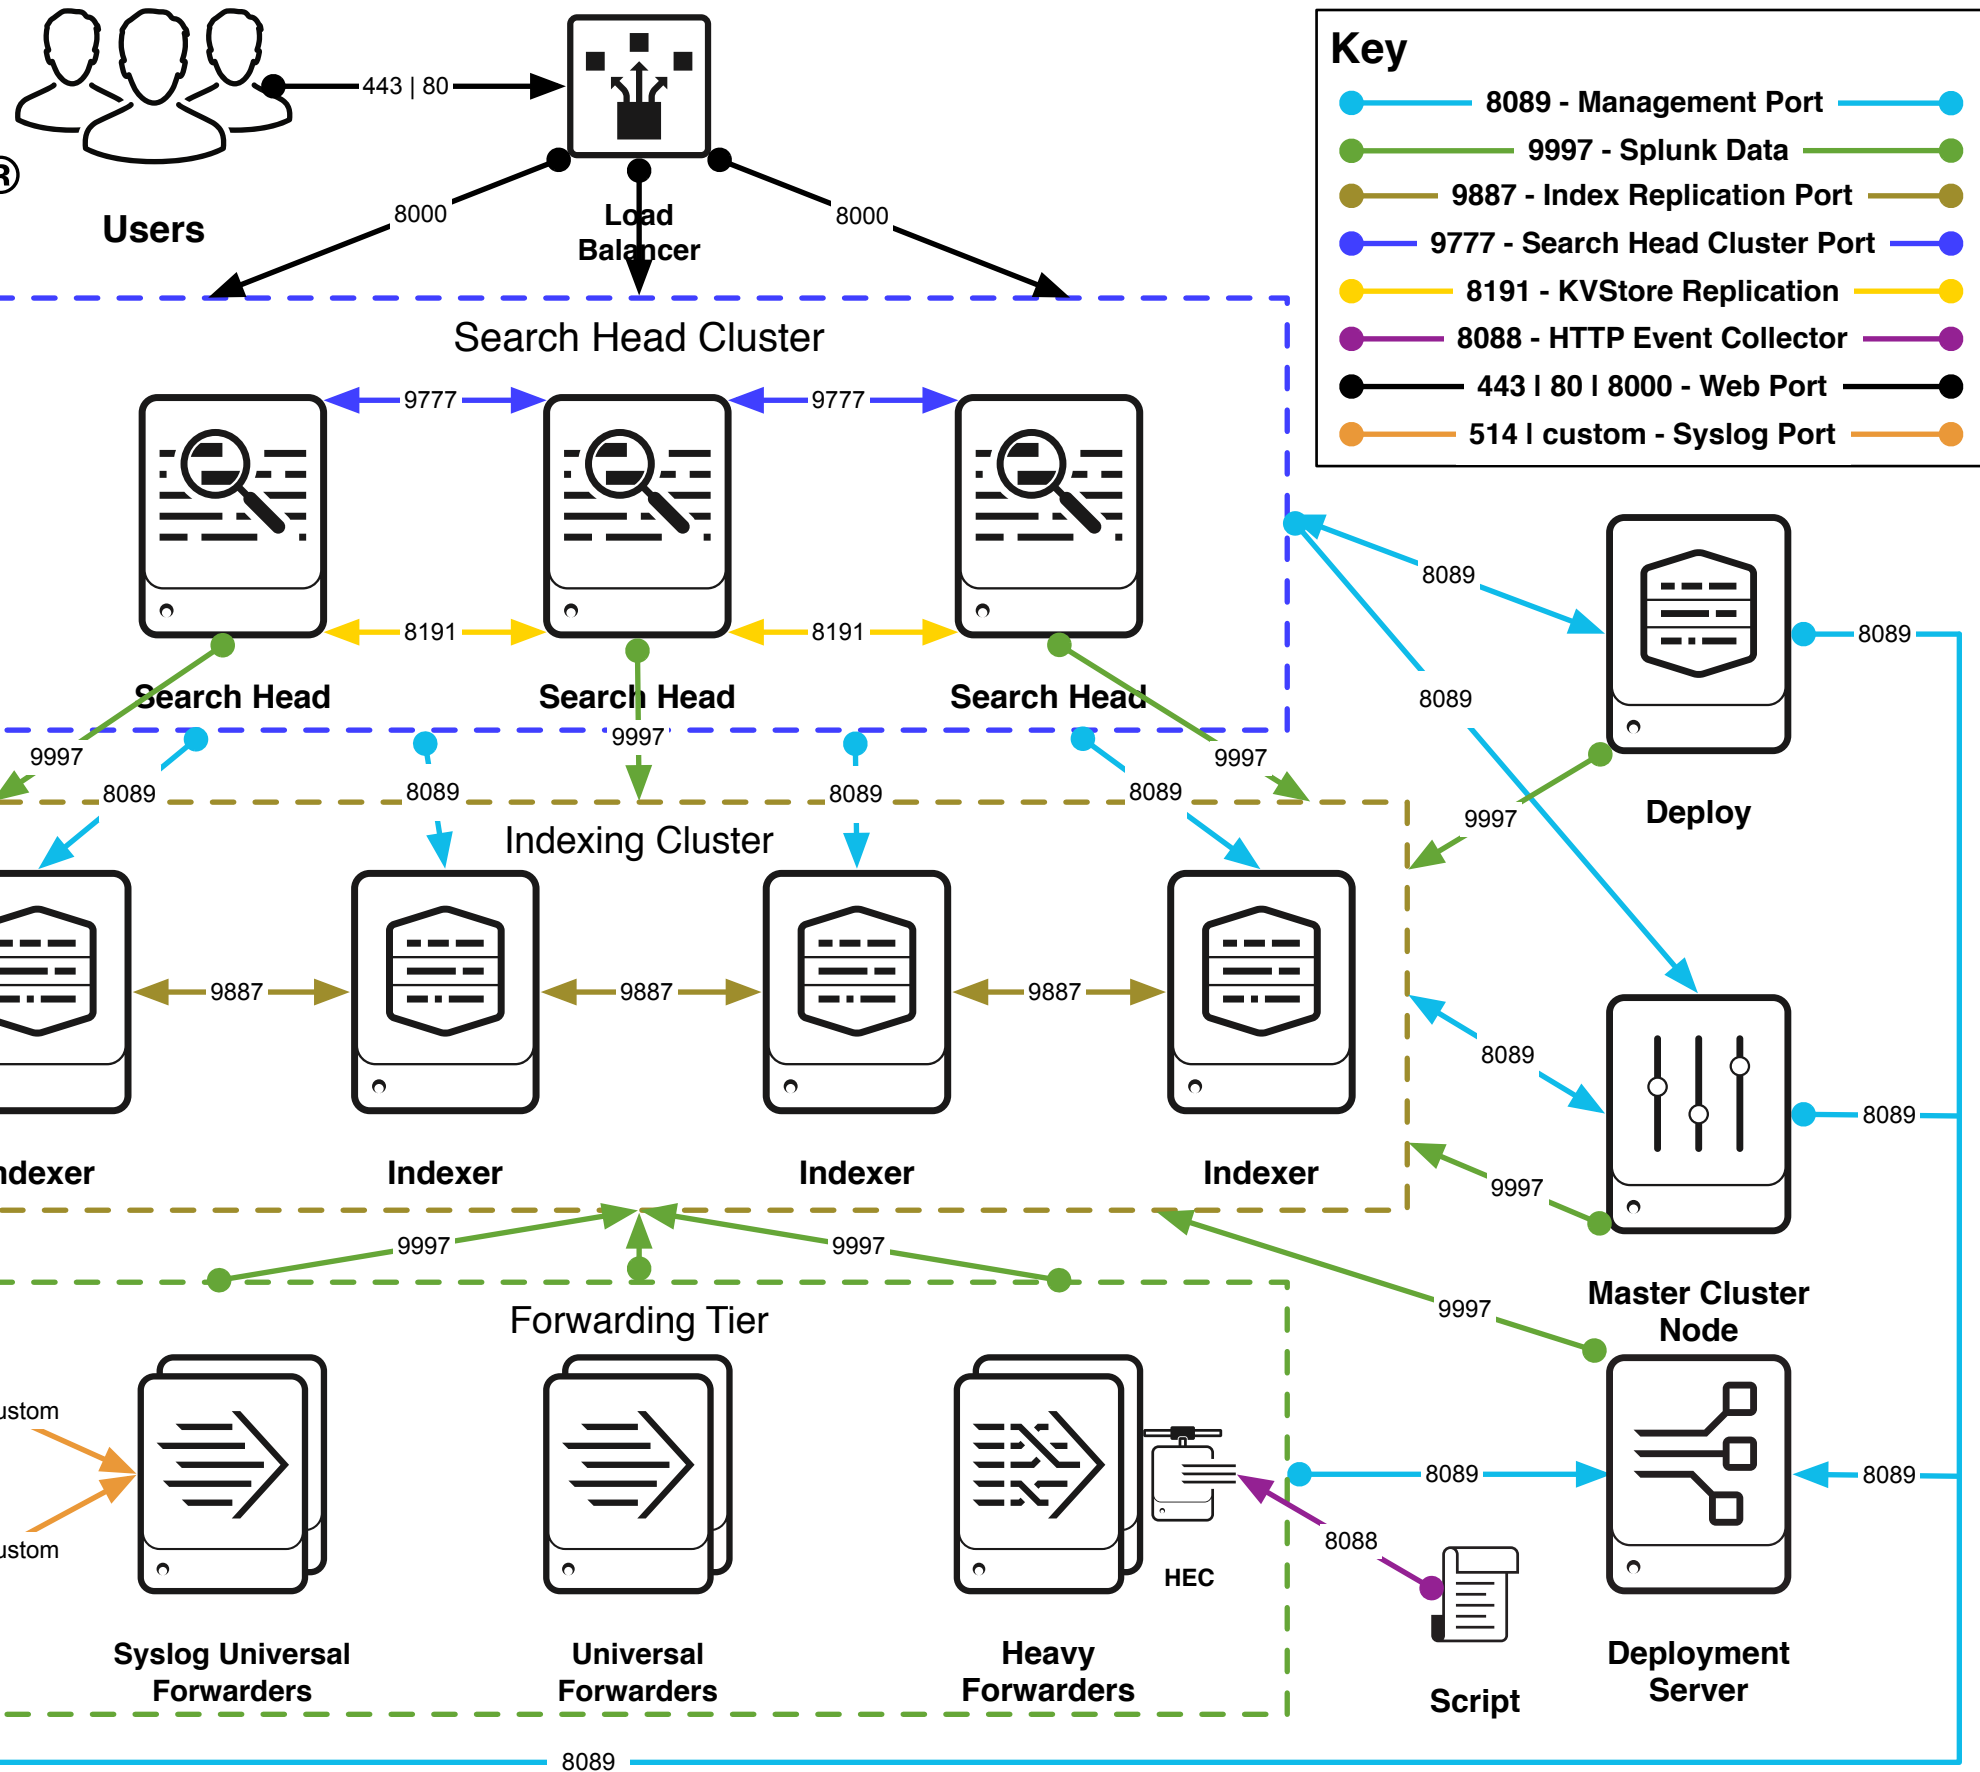 443 | 80
Key
8089 - Management Port
9997 - Splunk Data
9887 - Index Replication Port
9777 - Search Head Cluster Port
8191 - KVStore Replication
8088 - HTTP Event Collector
443 | 80 | 8000 - Web Port
514 | custom - Syslog Port
®
Users
8000
Load
Balancer
8000
Search Head Cluster
9777
9777
8191
8191
Search Head
Search Head
Search Head
8089
8089
8089
9997
9997
9997
8089
8089
8089
8089
9997
Deploy
Indexing Cluster
9887
9887
9887
8089
8089
ndexer
Indexer
Indexer
Indexer
9997
9997
9997
9997
Master Cluster
Node
Forwarding Tier
ustom
ustom
8089
8089
8088
HEC
Syslog Universal
Forwarders
Universal
Forwarders
Heavy
Forwarders
Script
Deployment
Server
8089